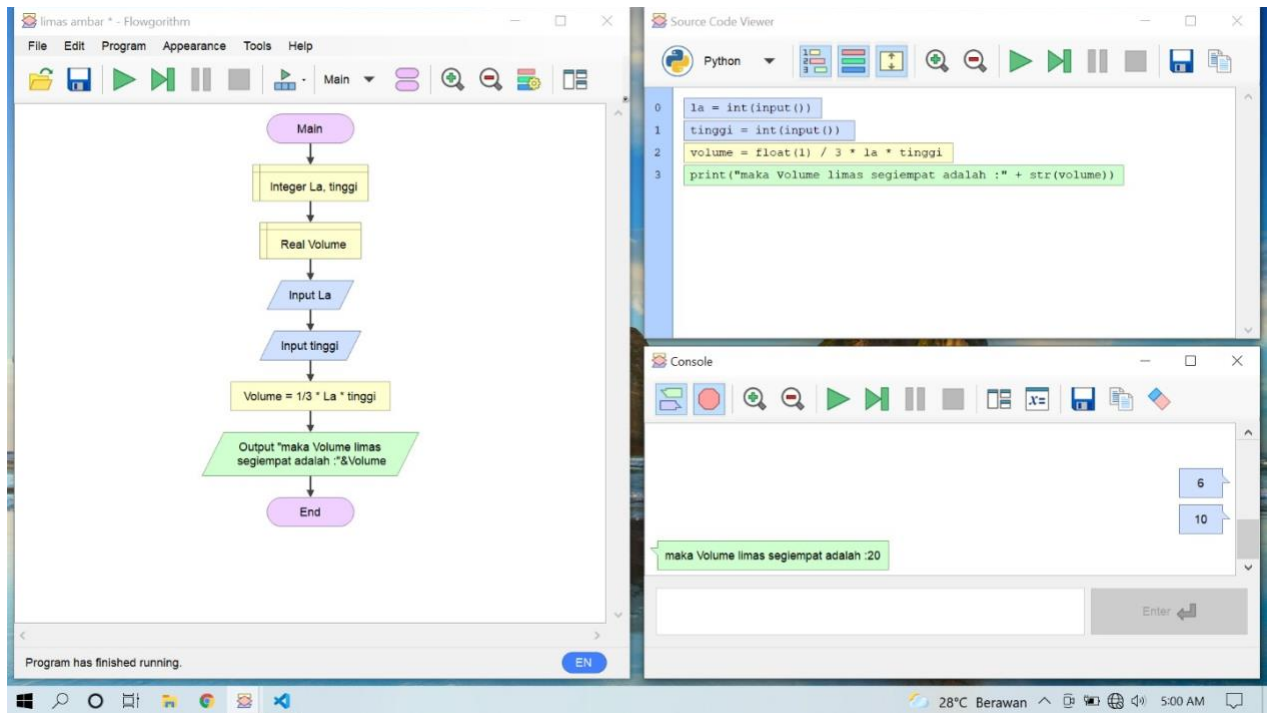 limas ambar * - Flowgorithm
File Edit Program Appearance Tools Help
Main
Main
Integer La, tinggi
Real Volume
Input La
Input tinggi
Volume = 1/3 * La * tinggi
Output "maka Volume limas
segiempat adalah :"&Volume
End
Program has finished running.
EN
Source Code Viewer
Python
0 la = int(input())
1 tinggi = int(input())
2 volume = float(1) / 3 * la * tinggi
3 print("maka Volume limas segiempat adalah :" + str(volume))
Console
6
10
maka Volume limas segiempat adalah :20
Enter
28°C Berawan
5:00 AM